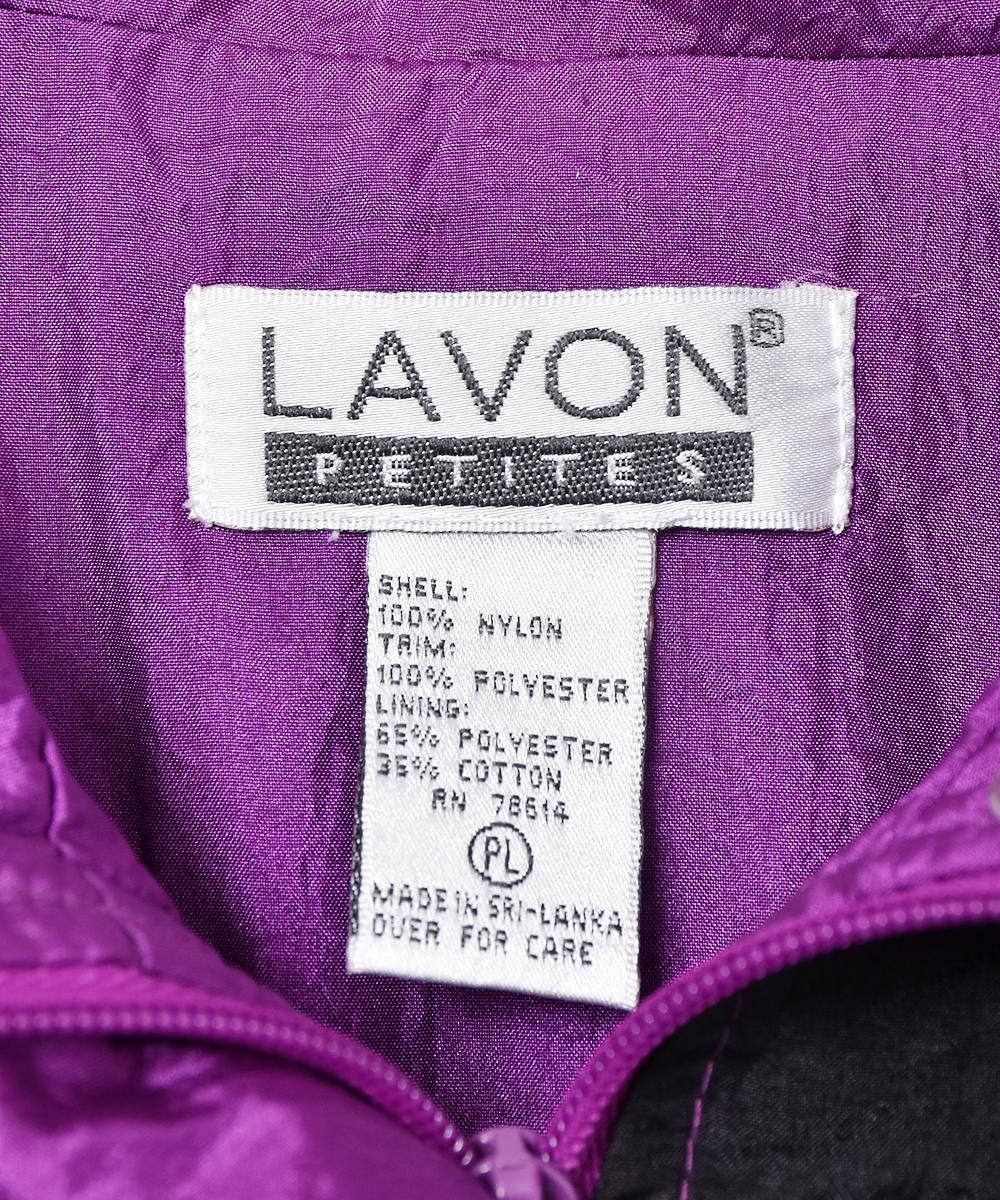 LAVON®
PETITES
SHELL:
100% NYLON
TRIM:
100% POLYESTER
LINING:
65% POLYESTER
35% COTTON
RN 78614
PL
MADE IN SRI-LANKA
OVER FOR CARE